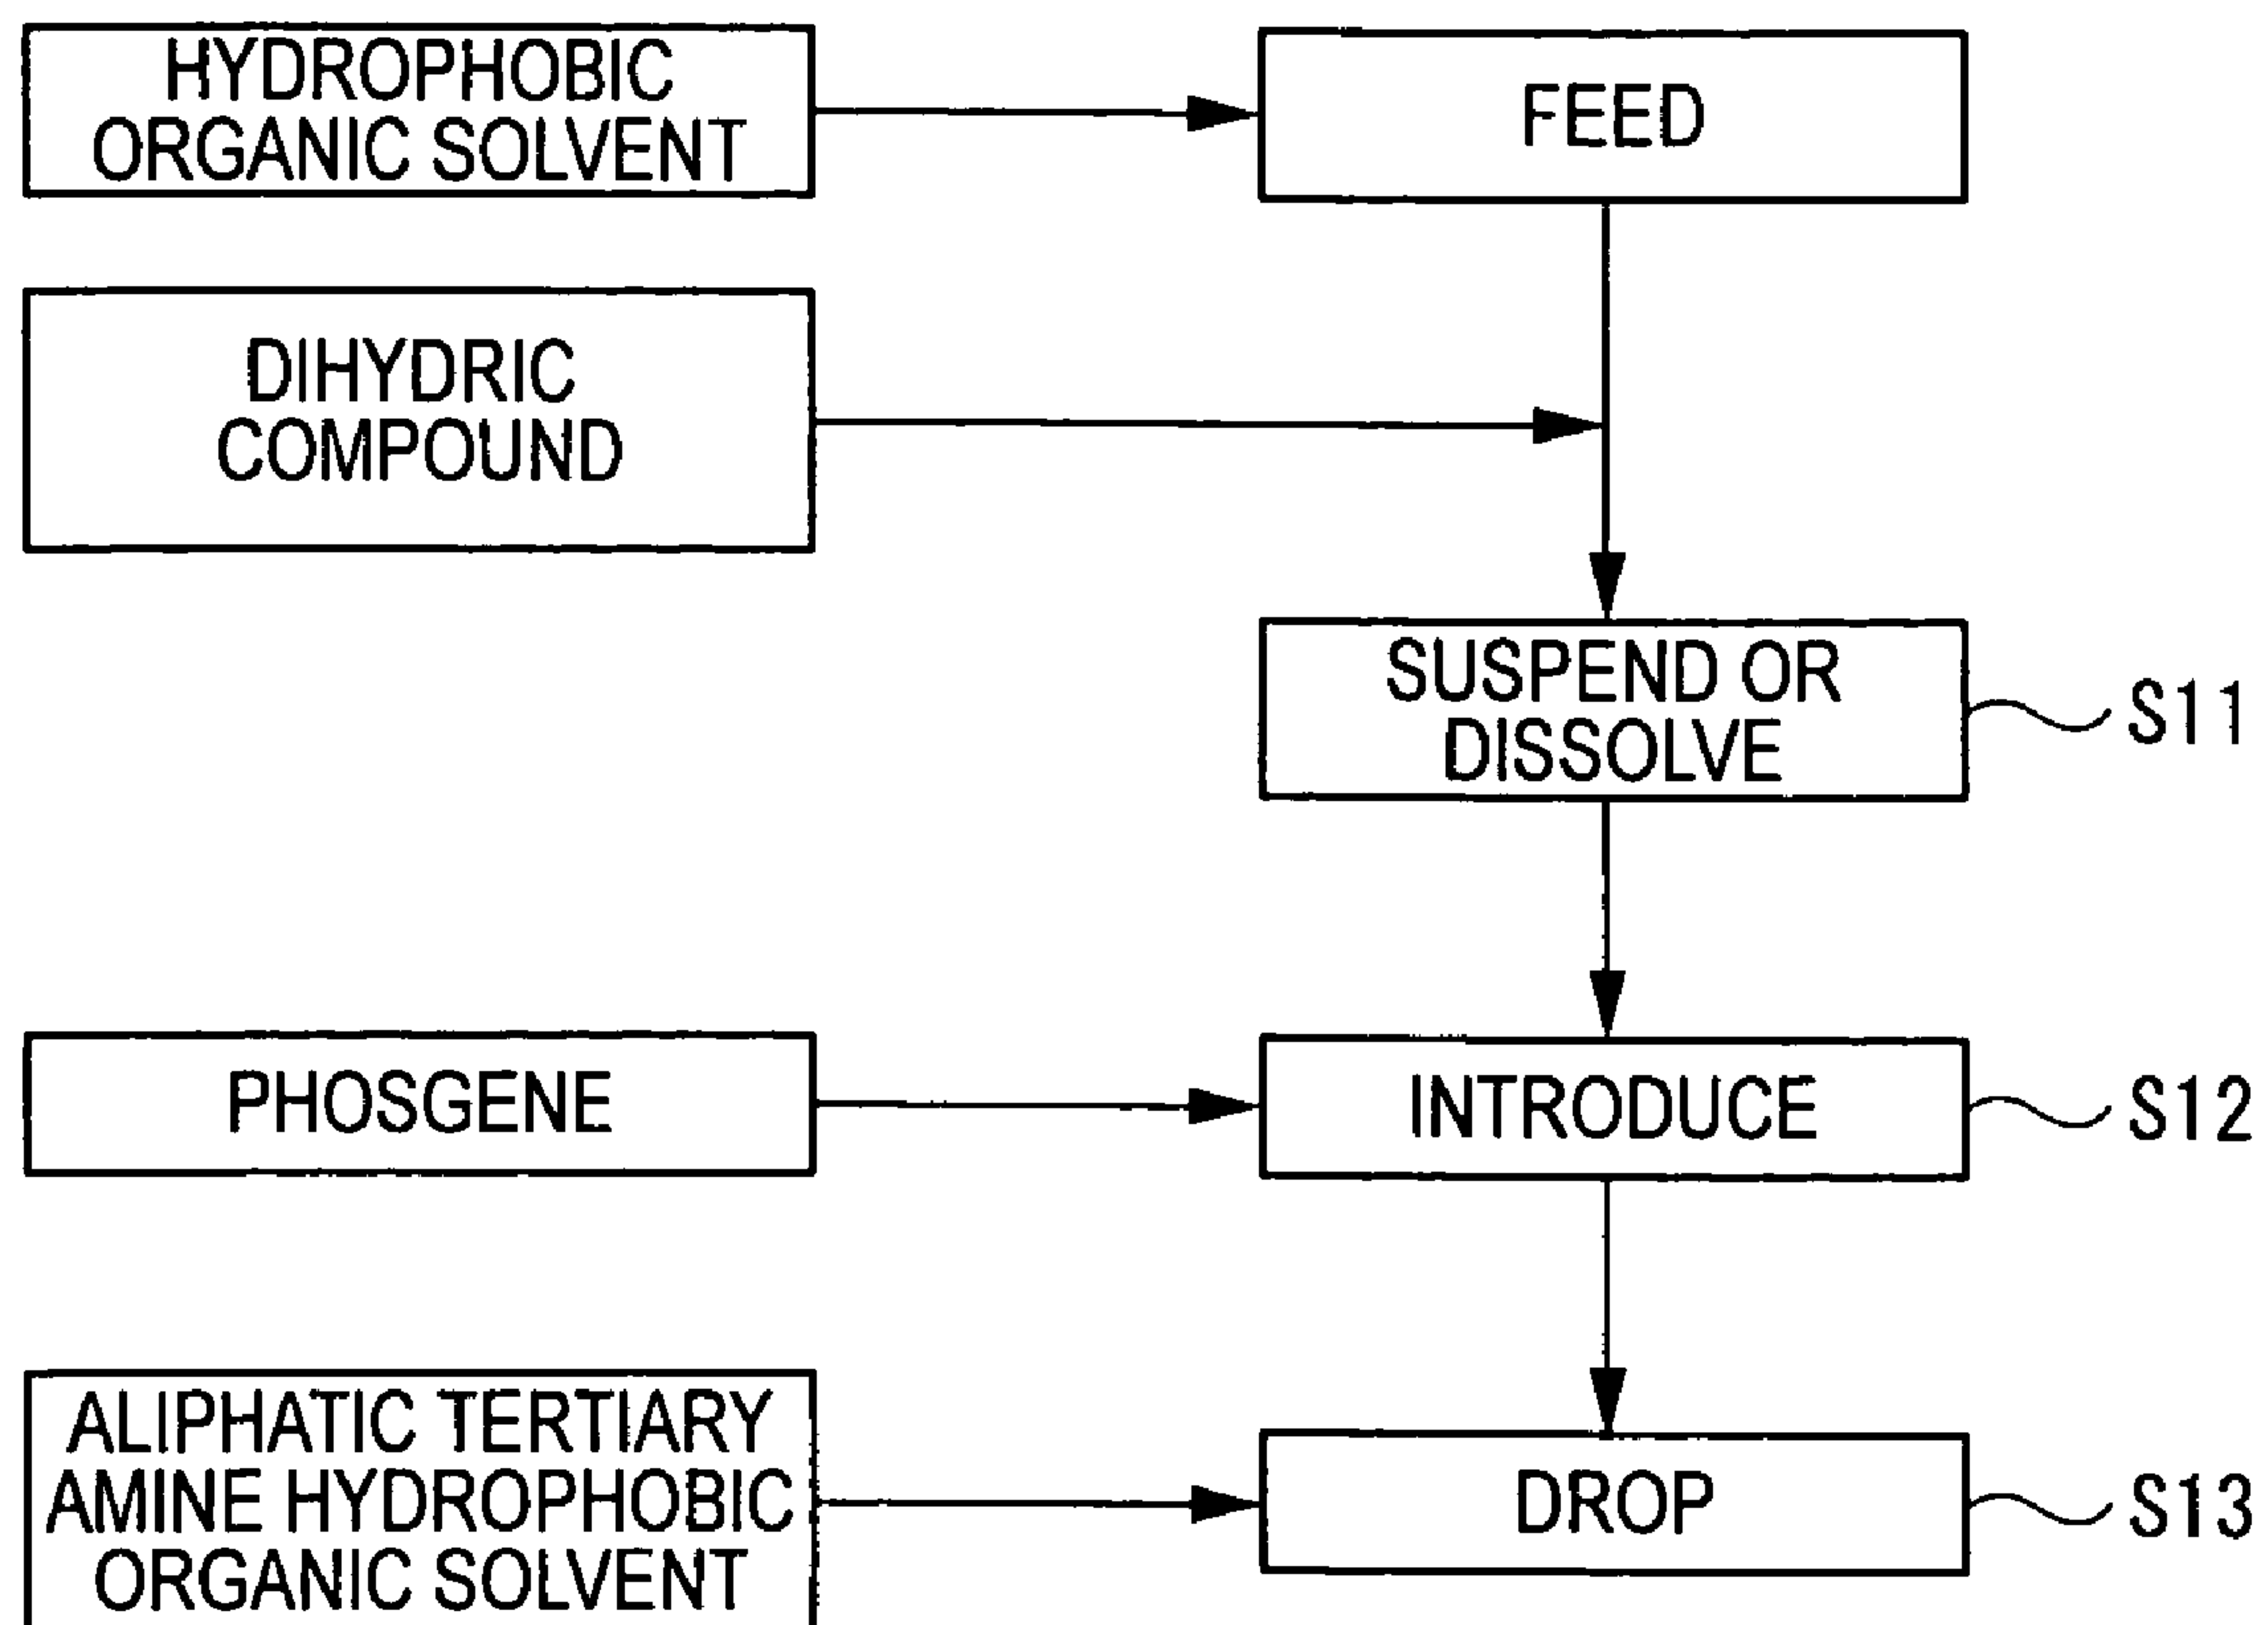 HYDROPHOBIC
ORGANIC SOLVENT
FEED
DIHYDRIC
COMPOUND
SUSPEND OR
DISSOLVE
S11
PHOSGENE
INTRODUCE
S12
ALIPHATIC TERTIARY
AMINE HYDROPHOBIC
ORGANIC SOLVENT
DROP
S13